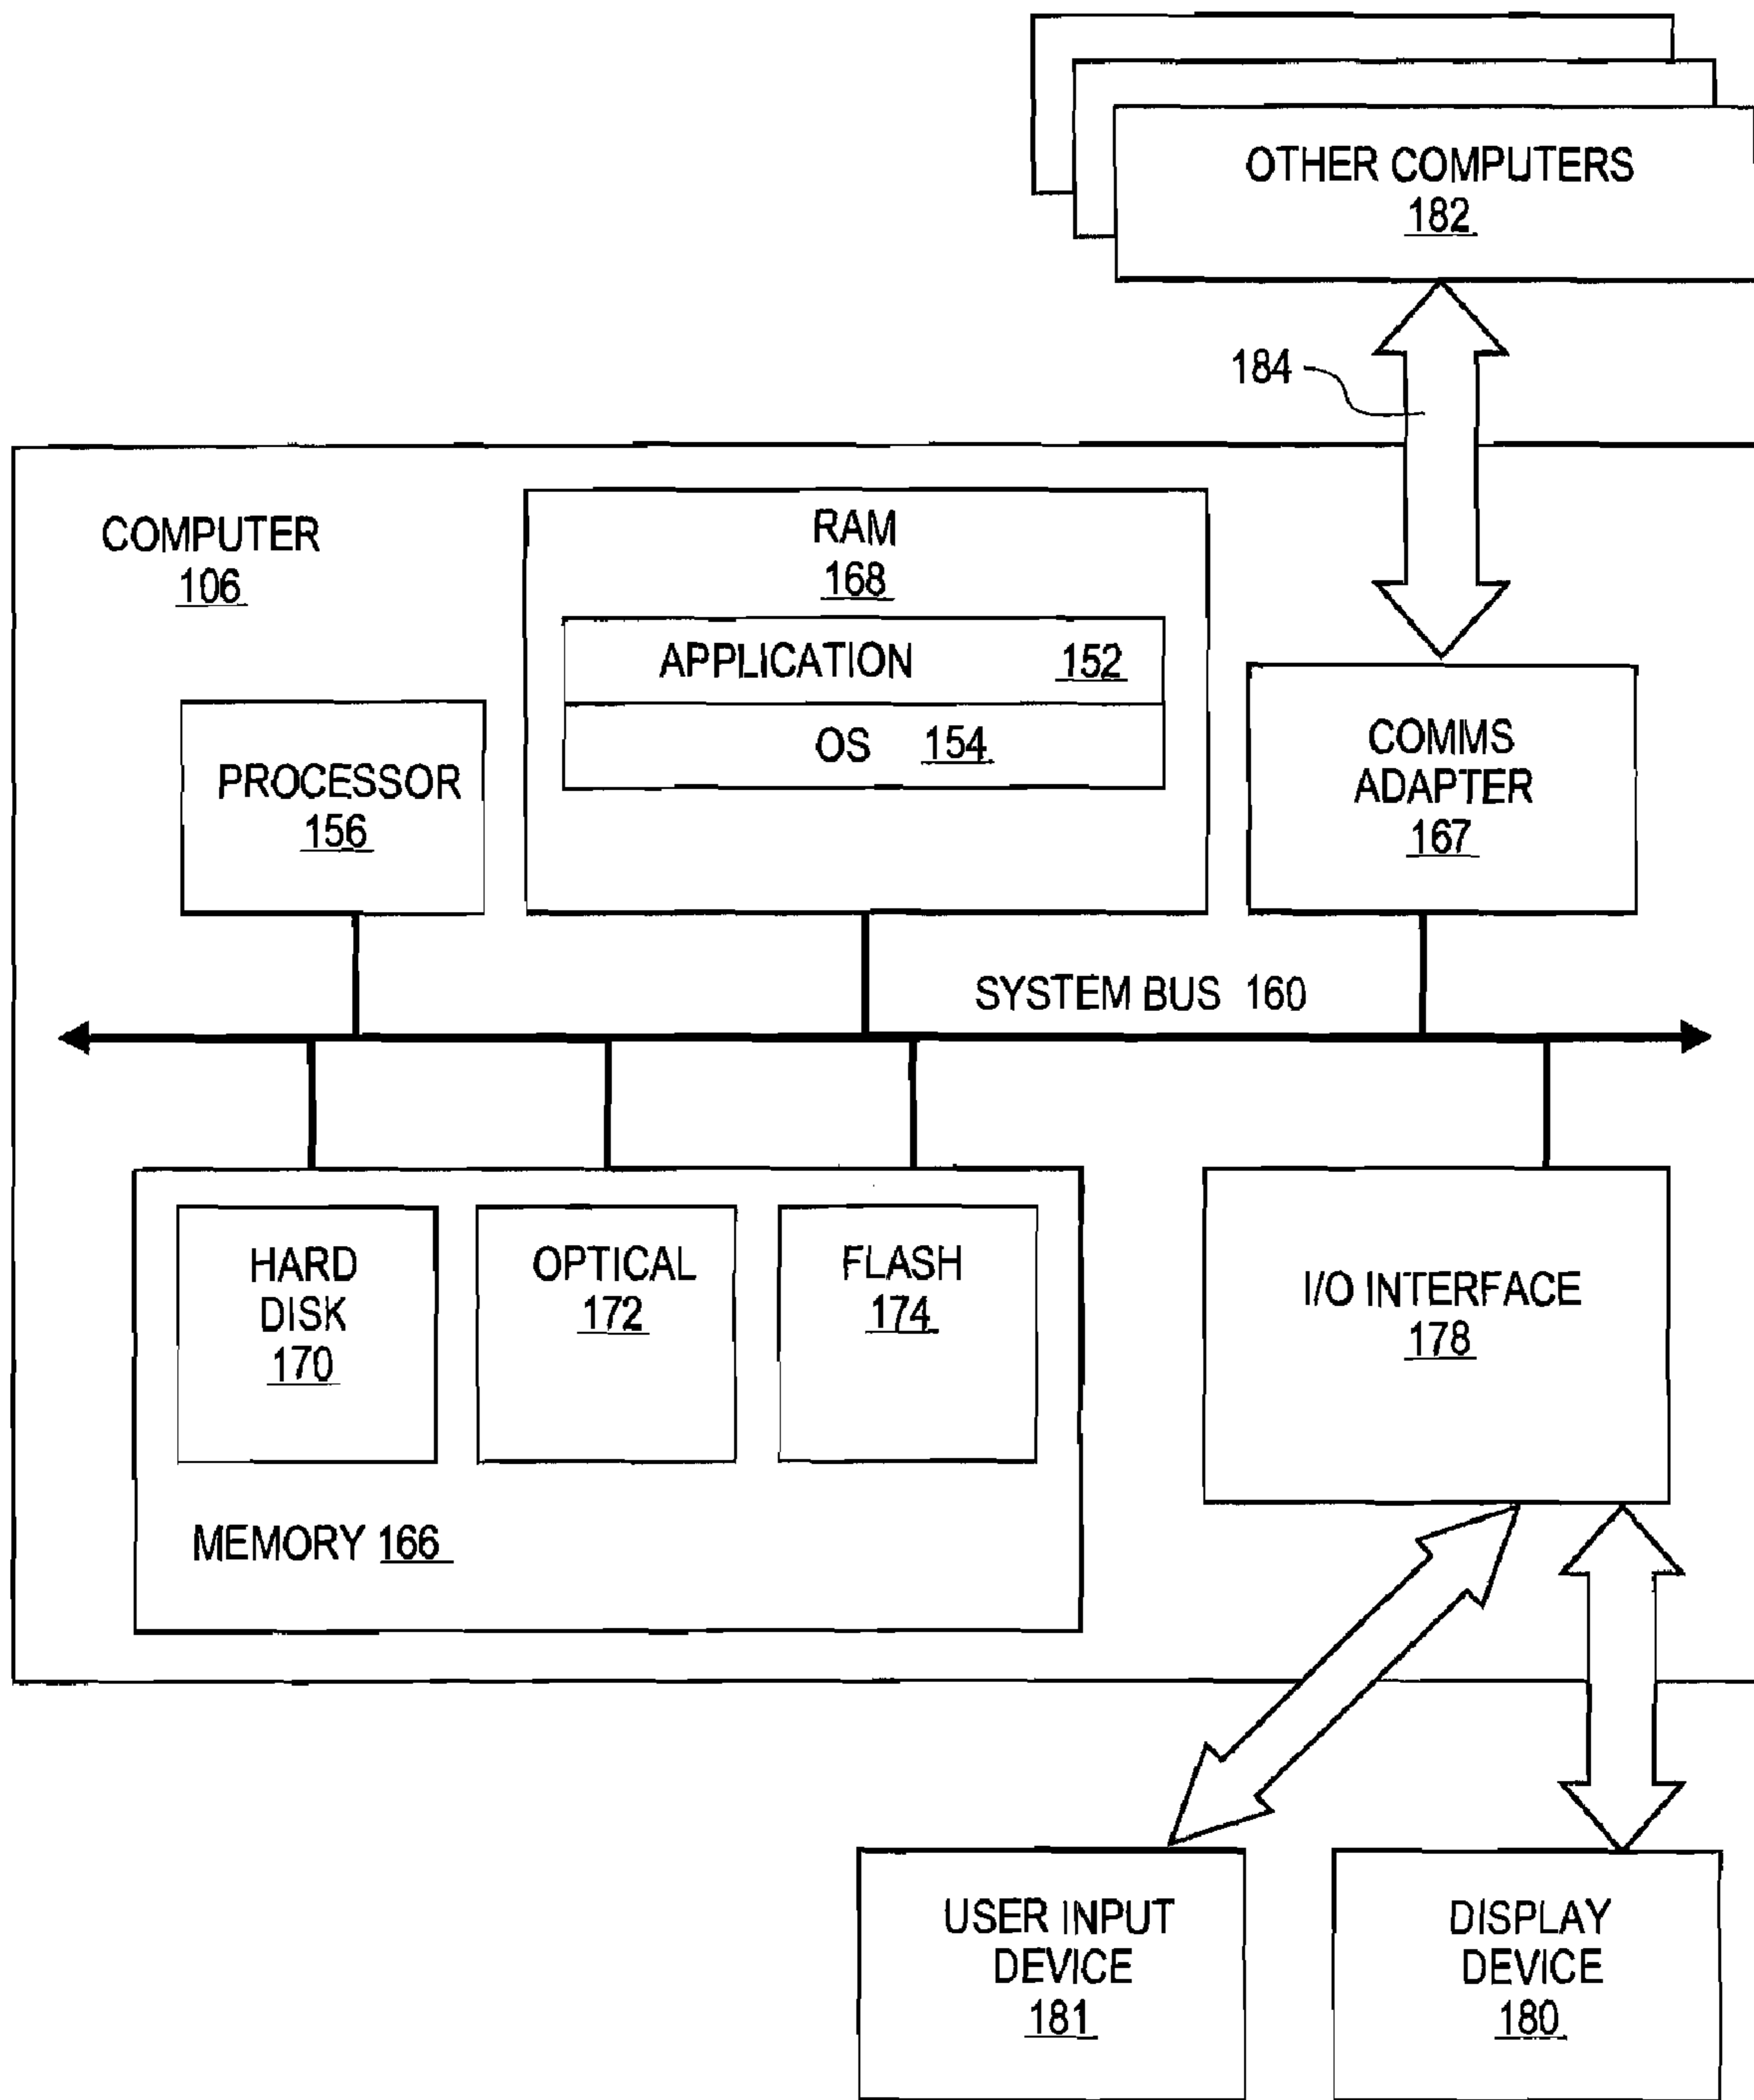 OTHER COMPUTERS
182
184
COMPUTER
106
RAM
168
APPLICATION 152
OS 154
PROCESSOR
156
COMMS
ADAPTER
167
SYSTEM BUS 160
HARD
DISK
170
OPTICAL
172
FLASH
174
MEMORY 166
I/O INTERFACE
178
USER INPUT
DEVICE
181
DISPLAY
DEVICE
180